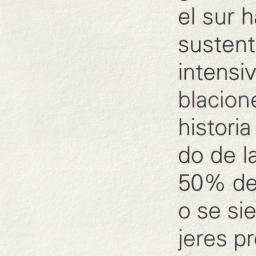 el sur ha
sustent
intensiv
blacione
historia
do de la
50% de
o se sie
jeres pr